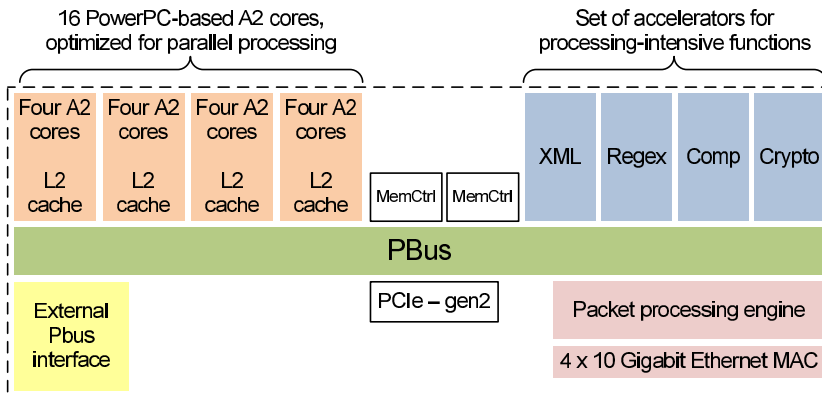 16 PowerPC-based A2 cores,
optimized for parallel processing
Set of accelerators for
processing-intensive functions
Four A2
cores
L2
cache
Four A2
cores
L2
cache
Four A2
cores
L2
cache
Four A2
cores
L2
cache
MemCtrl
MemCtrl
XML
Regex
Comp
Crypto
PBus
External
Pbus
interface
PCIe – gen2
Packet processing engine
4 x 10 Gigabit Ethernet MAC